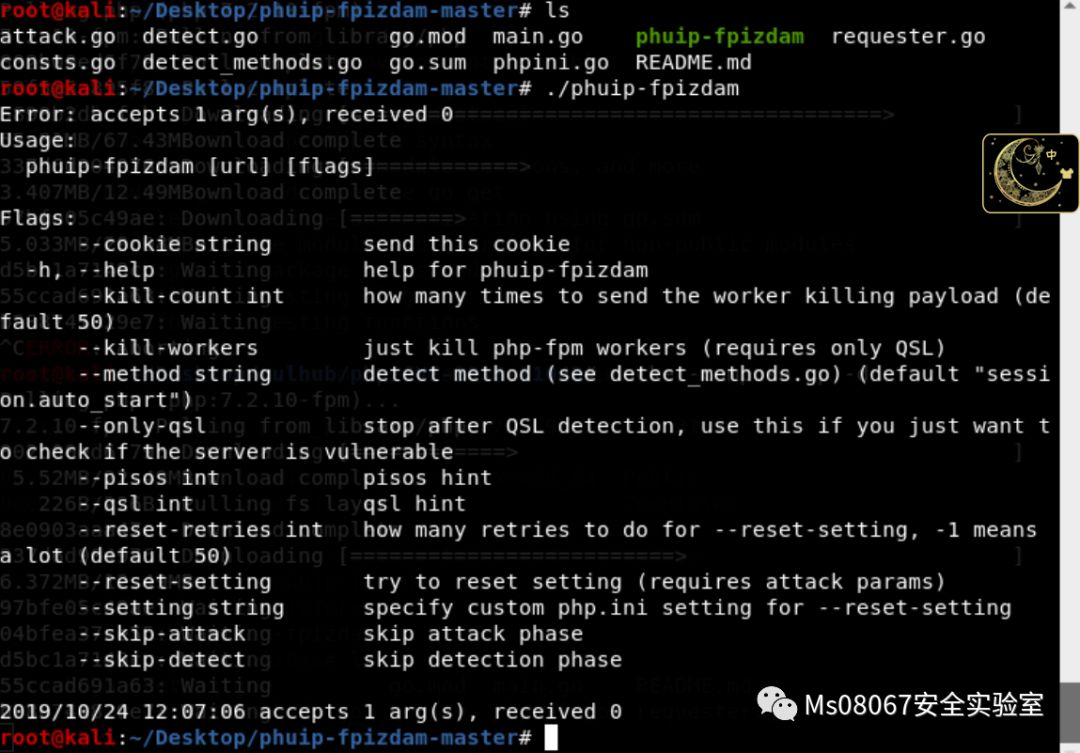 root@kali:~/Desktop/phuip-fpizdam-master# ls
attack.go  detect.go          go.mod  main.go    phuip-fpizdam  requester.go
consts.go  detect_methods.go  go.sum  phpini.go  README.md
root@kali:~/Desktop/phuip-fpizdam-master# ./phuip-fpizdam
Error: accepts 1 arg(s), received 0
Usage:
  phuip-fpizdam [url] [flags]
Flags:
      --cookie string       send this cookie
  -h, --help                help for phuip-fpizdam
      --kill-count int      how many times to send the worker killing payload (de
fault 50)
      --kill-workers        just kill php-fpm workers (requires only QSL)
      --method string       detect method (see detect_methods.go) (default "sessi
on.auto_start")
      --only-qsl            stop after QSL detection, use this if you just want t
o check if the server is vulnerable
      --pisos int           pisos hint
      --qsl int             qsl hint
      --reset-retries int   how many retries to do for --reset-setting, -1 means
a lot (default 50)
      --reset-setting       try to reset setting (requires attack params)
      --setting string      specify custom php.ini setting for --reset-setting
      --skip-attack         skip attack phase
      --skip-detect         skip detection phase
2019/10/24 12:07:06 accepts 1 arg(s), received 0
root@kali:~/Desktop/phuip-fpizdam-master#
中
Ms08067安全实验室